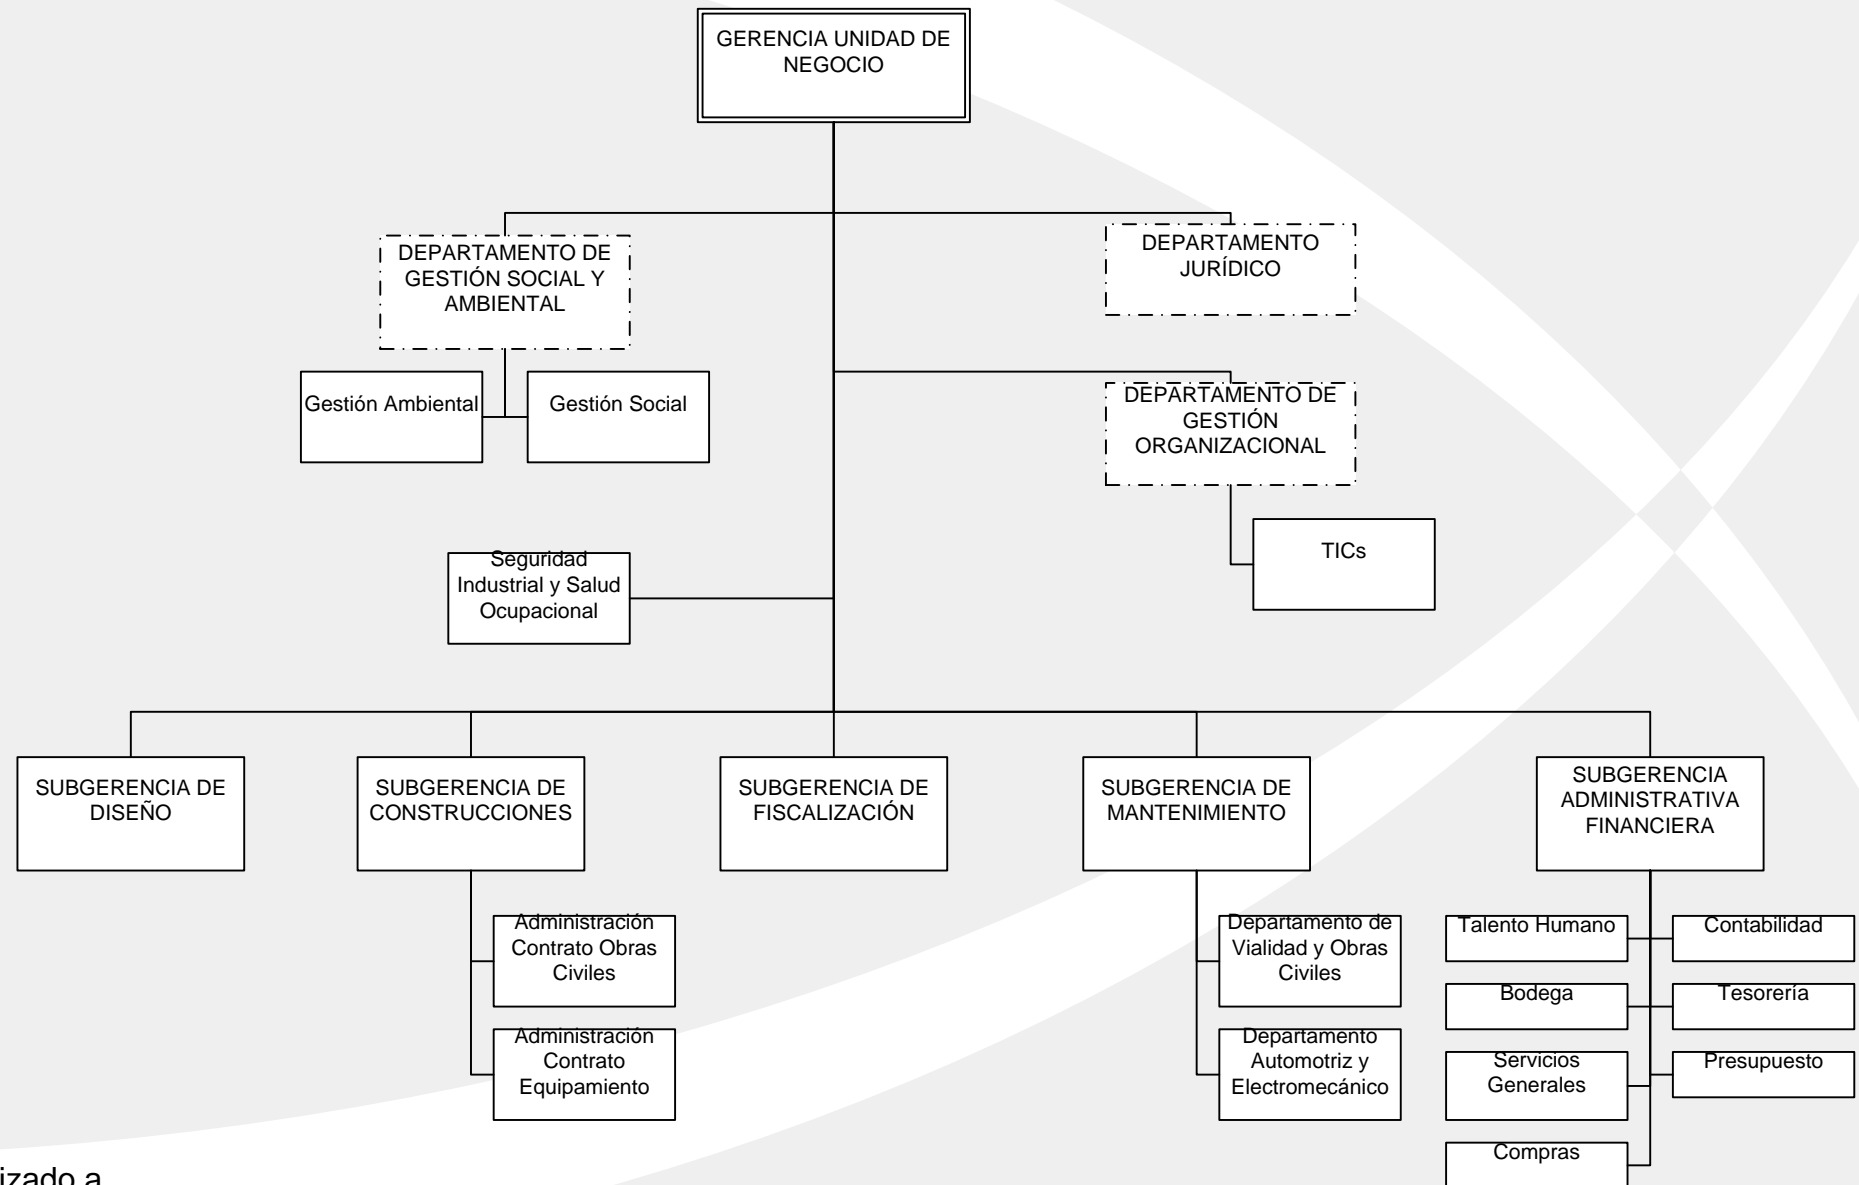 GERENCIA UNIDAD DE
NEGOCIO
DEPARTAMENTO DE
GESTIÓN SOCIAL Y
AMBIENTAL
DEPARTAMENTO
JURÍDICO
Gestión Ambiental
Gestión Social
DEPARTAMENTO DE
GESTIÓN
ORGANIZACIONAL
TICs
Seguridad
Industrial y Salud
Ocupacional
SUBGERENCIA DE
DISEÑO
SUBGERENCIA DE
CONSTRUCCIONES
SUBGERENCIA DE
FISCALIZACIÓN
SUBGERENCIA DE
MANTENIMIENTO
SUBGERENCIA
ADMINISTRATIVA
FINANCIERA
Administración
Contrato Obras
Civiles
Administración
Contrato
Equipamiento
Departamento de
Vialidad y Obras
Civiles
Departamento
Automotriz y
Electromecánico
Talento Humano
Contabilidad
Bodega
Tesorería
Servicios
Generales
Presupuesto
Compras
a